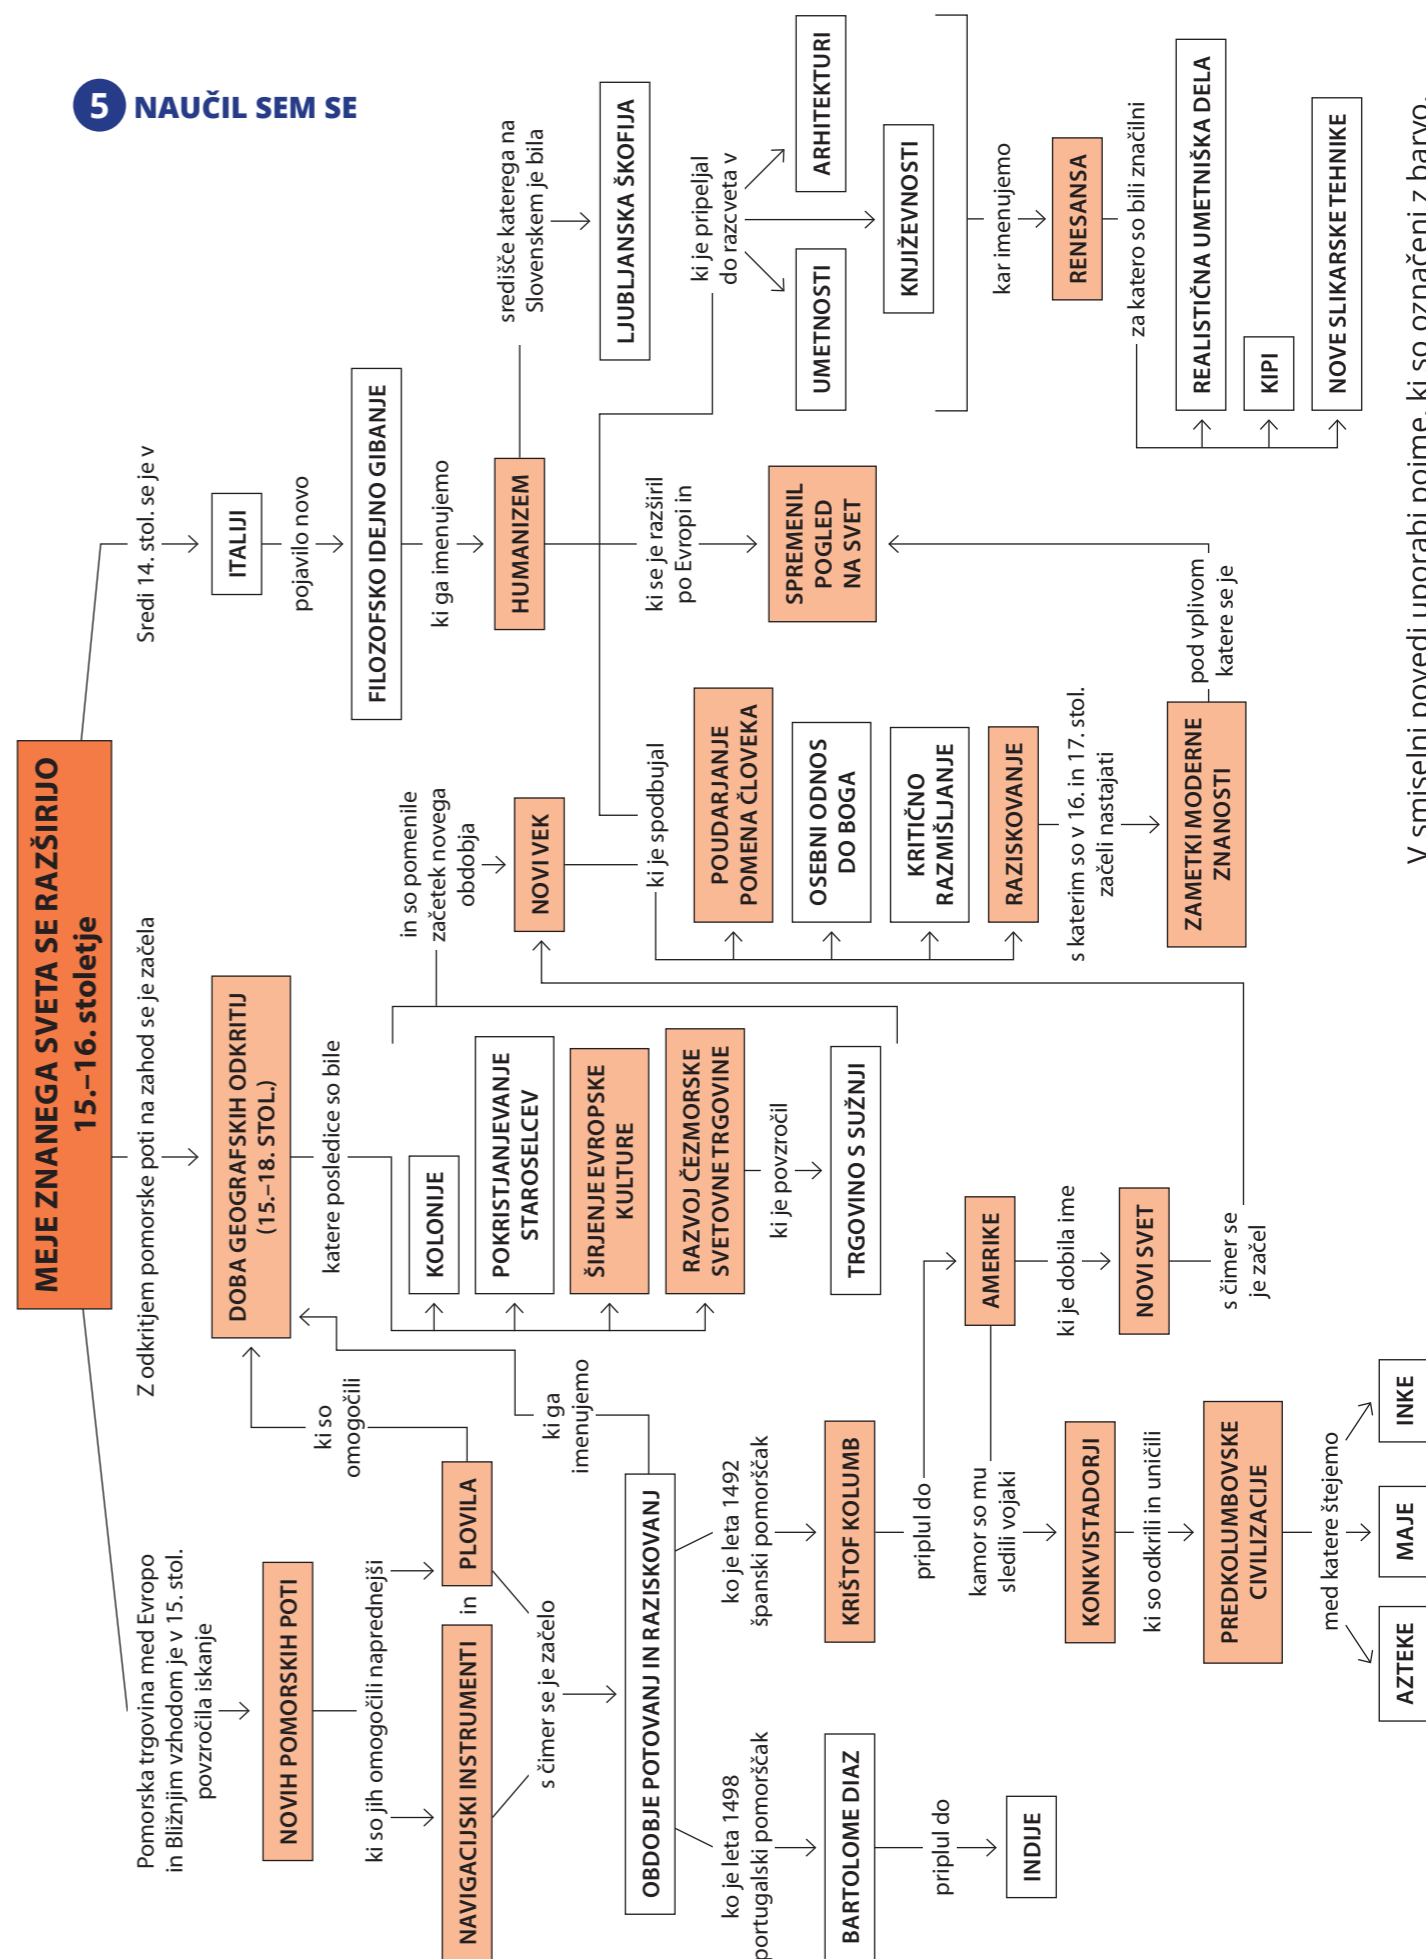 5 NAUČIL SEM SE
MEJE ZNANEGA SVETA SE RAZŠIRIJO
15.–16. stoletje
Pomorska trgovina med Evropo
in Bližnjim vzhodom je v 15. stol.
povzročila iskanje
NOVIH POMORSKIH POTI
ki so jih omogočili naprednejši
NAVIGACIJSKI INSTRUMENTI
in
PLOVILA
ki so
omogočili
s čimer se je začelo
OBDOBJE POTOVANJ IN RAZISKOVANJ
ki ga
imenujemo
ko je leta 1498
portugalski pomorščak
BARTOLOME DIAZ
priplul do
INDIJE
ko je leta 1492
španski pomorščak
KRIŠTOF KOLUMB
priplul do
AMERIKE
kamor so mu
sledili vojaki
KONKVISTADORJI
ki so odkrili in uničili
PREDKOLUMBOVSKE
CIVILIZACIJE
med katere štejemo
AZTEKE
MAJE
INKE
ki je dobila ime
NOVI SVET
s čimer se
je začel
Z odkritjem pomorske poti na zahod se je začela
DOBA GEOGRAFSKIH ODKRITIJ
(15.–18. STOL.)
katere posledice so bile
KOLONIJE
POKRISTJANJEVANJE
STAROSELCEV
ŠIRJENJE EVROPSKE
KULTURE
RAZVOJ ČEZMORSKE
SVETOVNE TRGOVINE
ki je povzročil
TRGOVINO S SUŽNJI
in so pomenile
začetek novega
obdobja
NOVI VEK
ki je spodbujal
POUDARJANJE
POMENA ČLOVEKA
OSEBNI ODNOS
DO BOGA
KRITIČNO
RAZMIŠLJANJE
RAZISKOVANJE
s katerim so v 16. in 17. stol.
začeli nastajati
ZAMETKI MODERNE
ZNANOSTI
pod vplivom
katere se je
Sredi 14. stol. se je v
ITALIJI
pojavilo novo
FILOZOFSKO IDEJNO GIBANJE
ki ga imenujemo
HUMANIZEM
ki se je razširil
po Evropi in
SPREMENIL
POGLED
NA SVET
središče katerega na
Slovenskem je bila
LJUBLJANSKA ŠKOFIJA
ki je pripeljal
do razcveta v
UMETNOSTI
KNJIŽEVNOSTI
ARHITEKTURI
kar imenujemo
RENESANSA
za katero so bili značilni
REALISTIČNA UMETNIŠKA DELA
KIPI
NOVE SLIKARSKE TEHNIKE
V smiselni povedi uporabi pojme, ki so označeni z barvo.